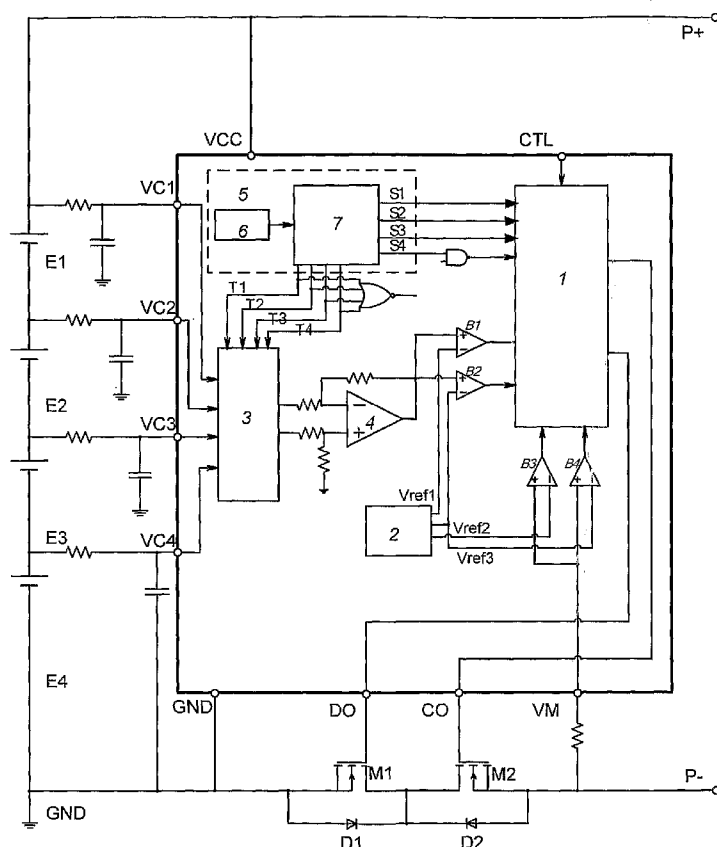 P+
VCC
CTL
VC1
5
6
7
S1
S2
S3
S4
1
E1
T1
T2
T3
T4
VC2
B1
B2
E2
3
4
VC3
B3
B4
Vref1
2
Vref2
Vref3
E3
VC4
E4
GND
DO
CO
VM
M1
M2
P-
GND
D1
D2